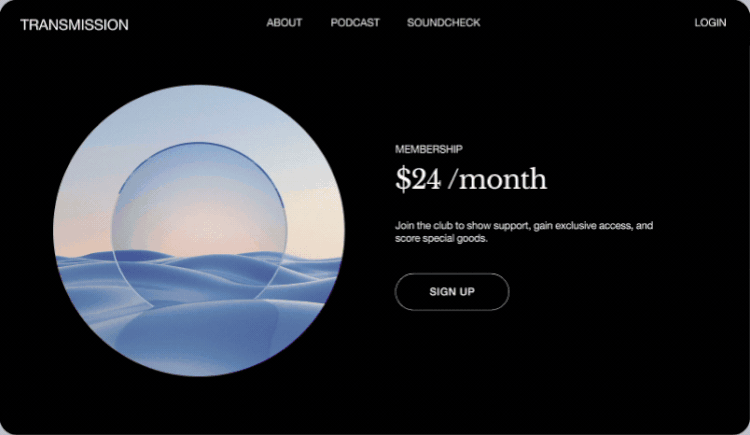 TRANSMISSION
ABOUT PODCAST SOUNDCHECK
LOGIN
MEMBERSHIP
$24 /month
Join the club to show support, gain exclusive access, and
score special goods.
SIGN UP